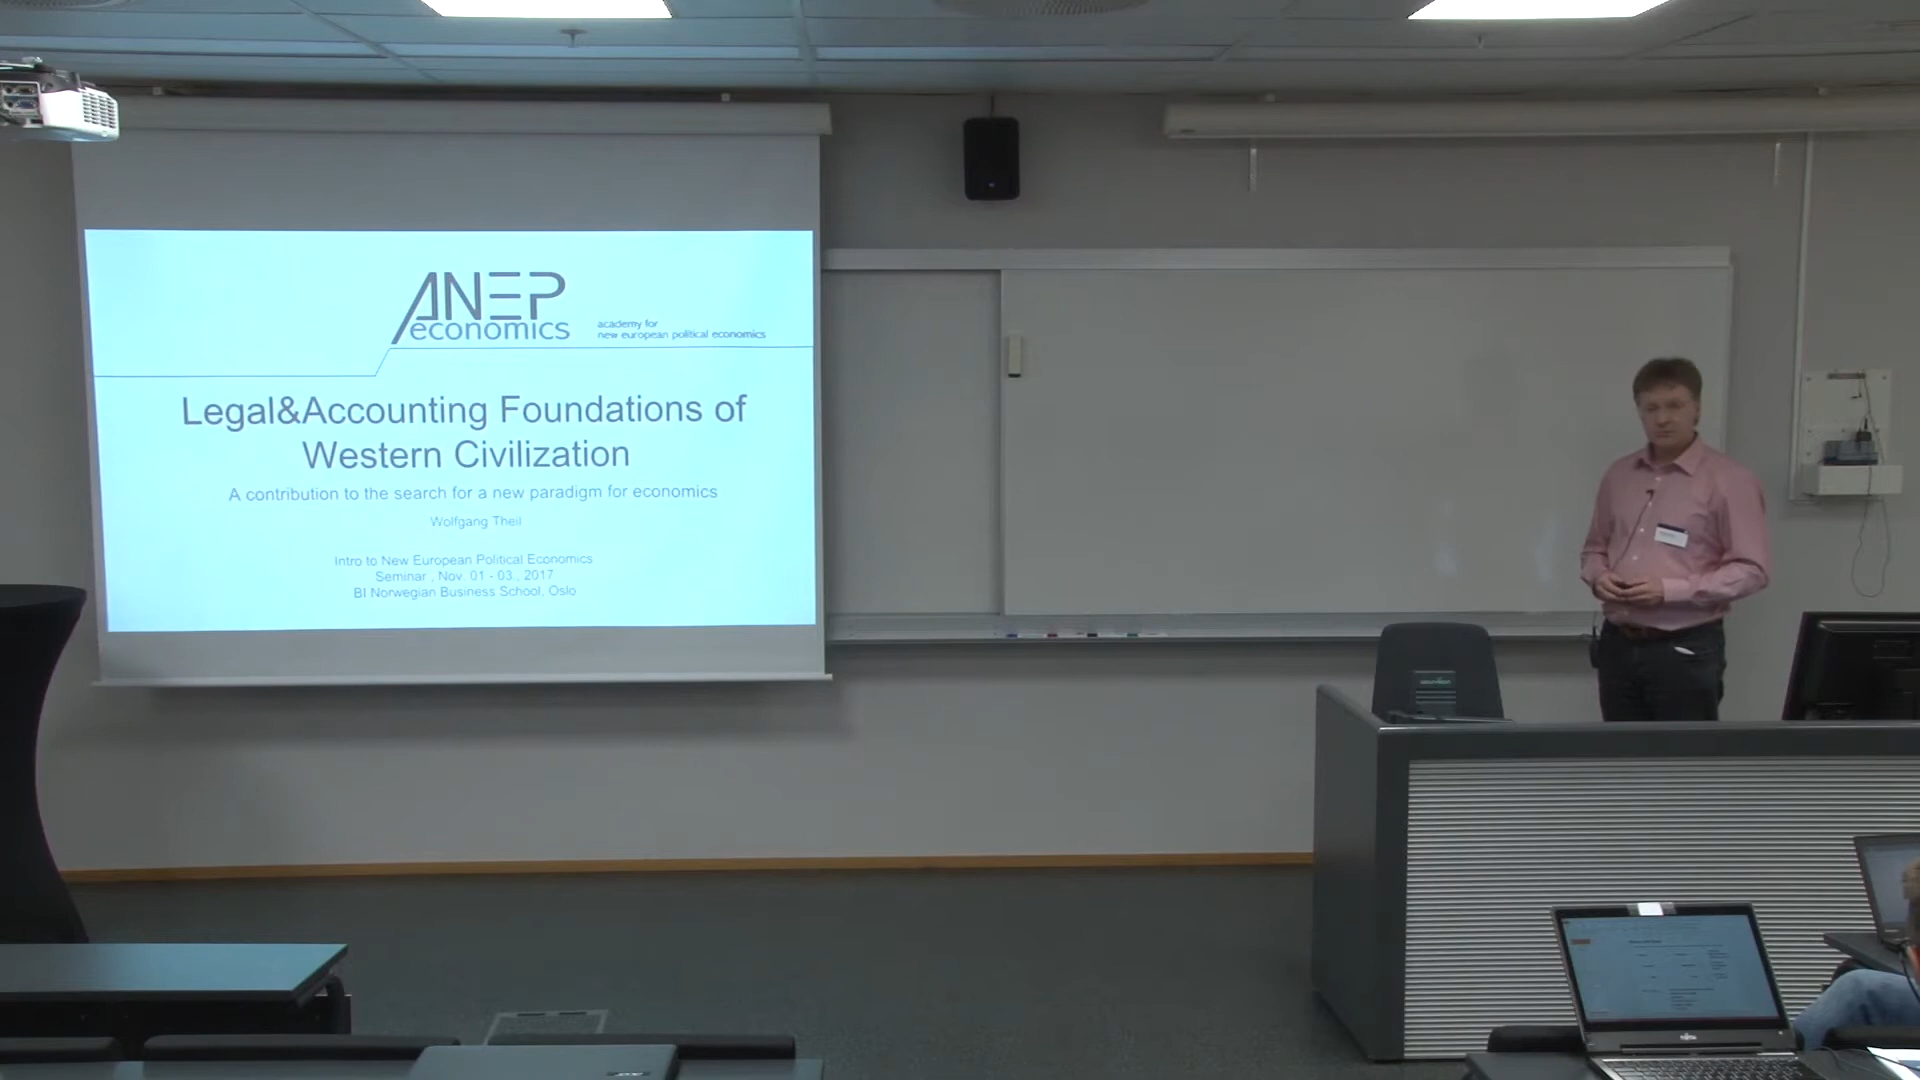 ANEP
economics
academy for
new european political economics
Legal&Accounting Foundations of
Western Civilization
A contribution to the search for a new paradigm for economics
Wolfgang Theil
Intro to New European Political Economics
Seminar , Nov. 01 - 03., 2017
BI Norwegian Business School, Oslo
FUJITSU
acer